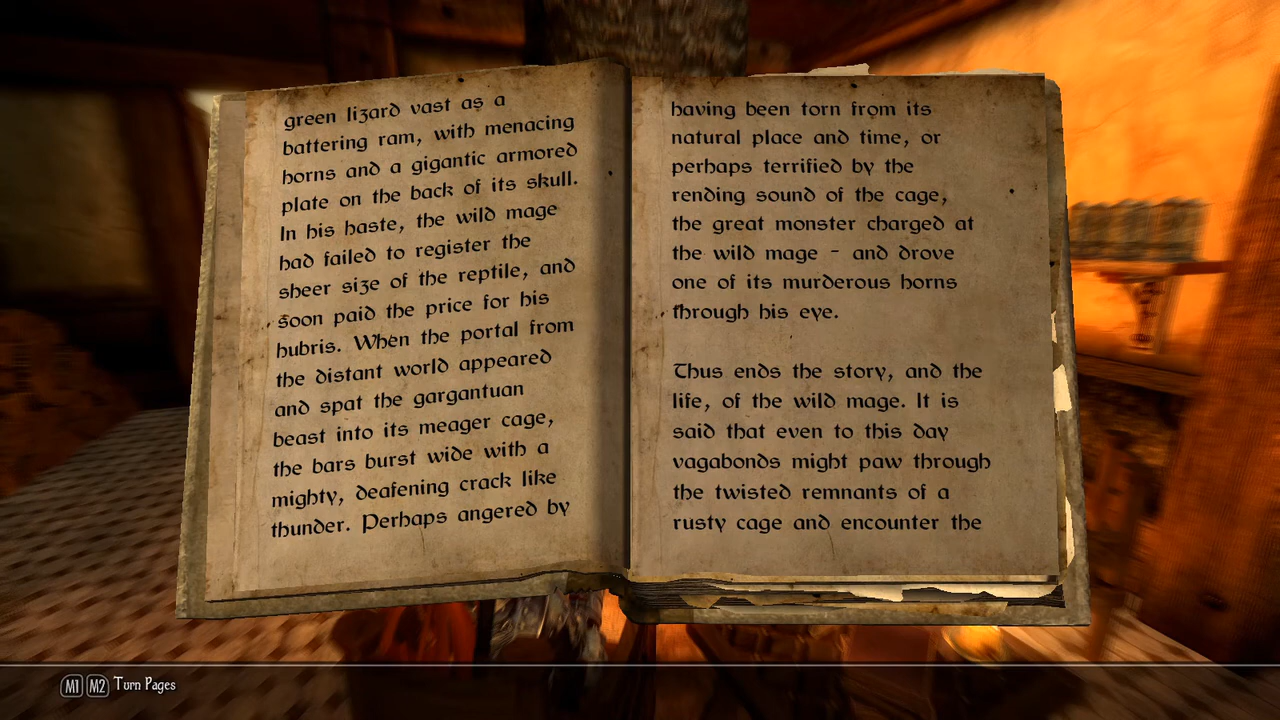 green lizard vast as a
battering ram, with menacing
horns and a gigantic armored
plate on the back of its skull.
In his haste, the wild mage
had failed to register the
sheer size of the reptile, and
soon paid the price for his
hubris. When the portal from
the distant world appeared
and spat the gargantuan
beast into its meager cage,
the bars burst wide with a
mighty, deafening crack like
thunder. Perhaps angered by
having been torn from its
natural place and time, or
perhaps terrified by the
rending sound of the cage,
the great monster charged at
the wild mage - and drove
one of its murderous horns
through his eye.
Thus ends the story, and the
life, of the wild mage. It is
said that even to this day
vagabonds might paw through
the twisted remnants of a
rusty cage and encounter the
M1 M2 Turn Pages